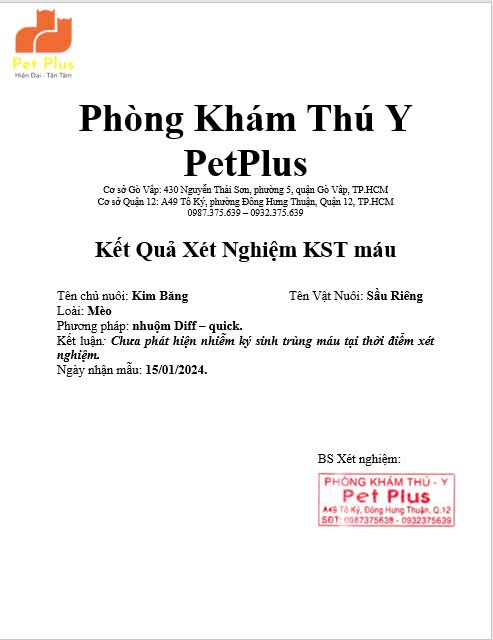 Pet Plus
Hiện Đại - Tận Tâm
Phòng Khám Thú Y
PetPlus
Cơ sở Gò Vấp: 430 Nguyễn Thái Sơn, phường 5, quận Gò Vấp, TP.HCM
Cơ sở Quận 12: A49 Tô Ký, phường Đông Hưng Thuận, Quận 12, TP.HCM
0987.375.639 – 0932.375.639
Kết Quả Xét Nghiệm KST máu
Tên chủ nuôi: Kim Băng Tên Vật Nuôi: Sầu Riêng
Loài: Mèo
Phương pháp: nhuộm Diff – quick.
Kết luận: Chưa phát hiện nhiễm ký sinh trùng máu tại thời điểm xét
nghiệm.
Ngày nhận mẫu: 15/01/2024.
BS Xét nghiệm:
PHÒNG KHÁM THÚ - Y
Pet Plus
A49 Tô Ký, Đông Hưng Thuận, Q.12
SĐT: 0987375639 - 0932375639